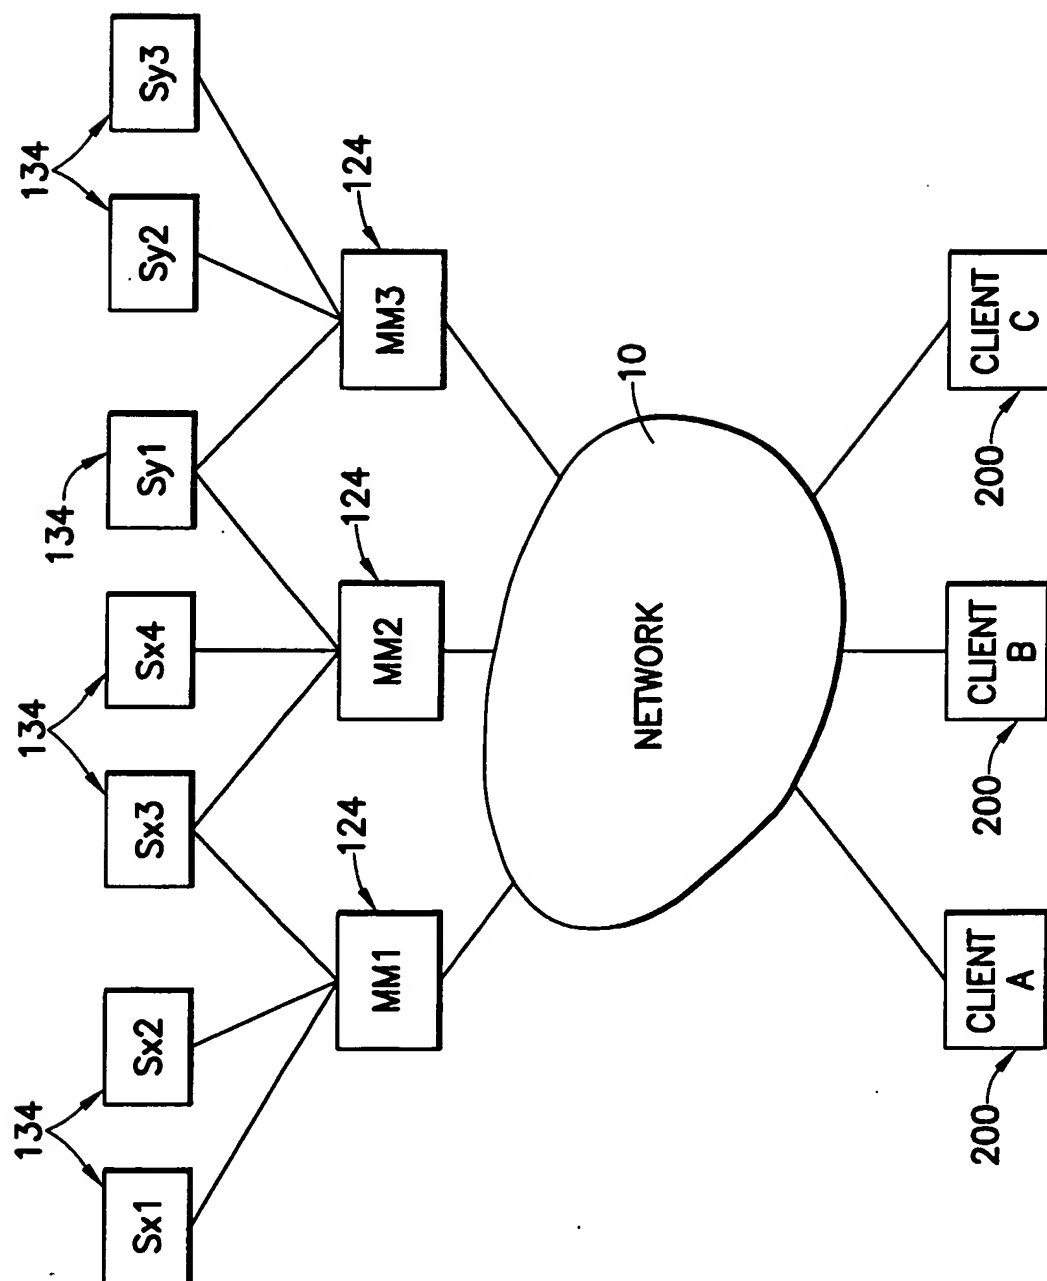 134
134
134
134
Sx1
Sx2
Sx3
Sx4
Sy1
Sy2
Sy3
124
124
124
MM1
MM2
MM3
10
NETWORK
CLIENT
A
CLIENT
B
CLIENT
C
200
200
200